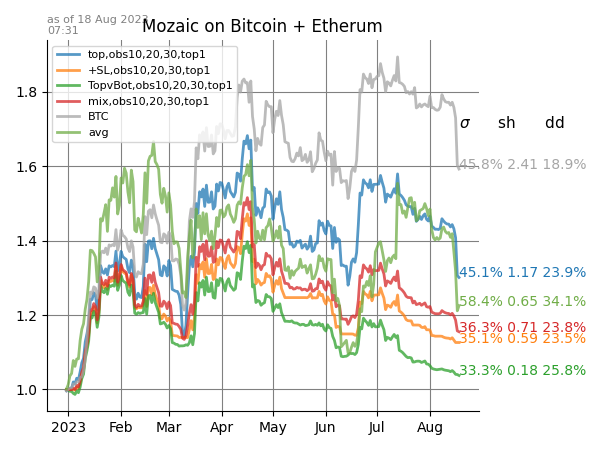 as of 18 Aug 2023
07:31
Mozaic on Bitcoin + Etherum
top,obs10,20,30,top1
+SL,obs10,20,30,top1
TopvBot,obs10,20,30,top1
mix,obs10,20,30,top1
BTC
avg
σ sh dd
45.8% 2.41 18.9%
45.1% 1.17 23.9%
58.4% 0.65 34.1%
36.3% 0.71 23.8%
35.1% 0.59 23.5%
33.3% 0.18 25.8%
1.8
1.6
1.4
1.2
1.0
2023 Feb Mar Apr May Jun Jul Aug